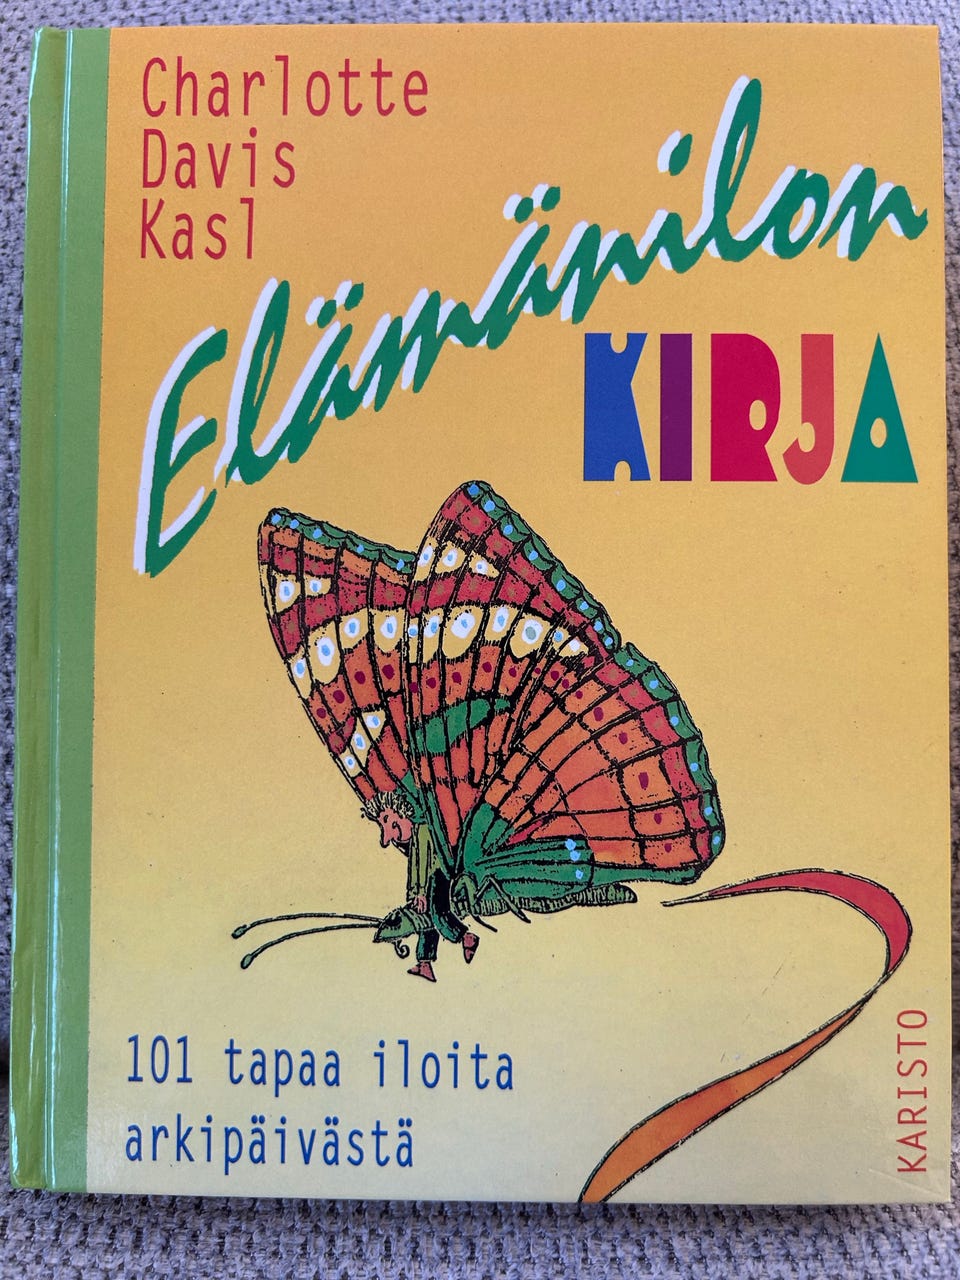 Charlotte
Davis
Kasl
Elämänilon
KIRJA
101 tapaa iloita
arkipäivästä
KARISTO